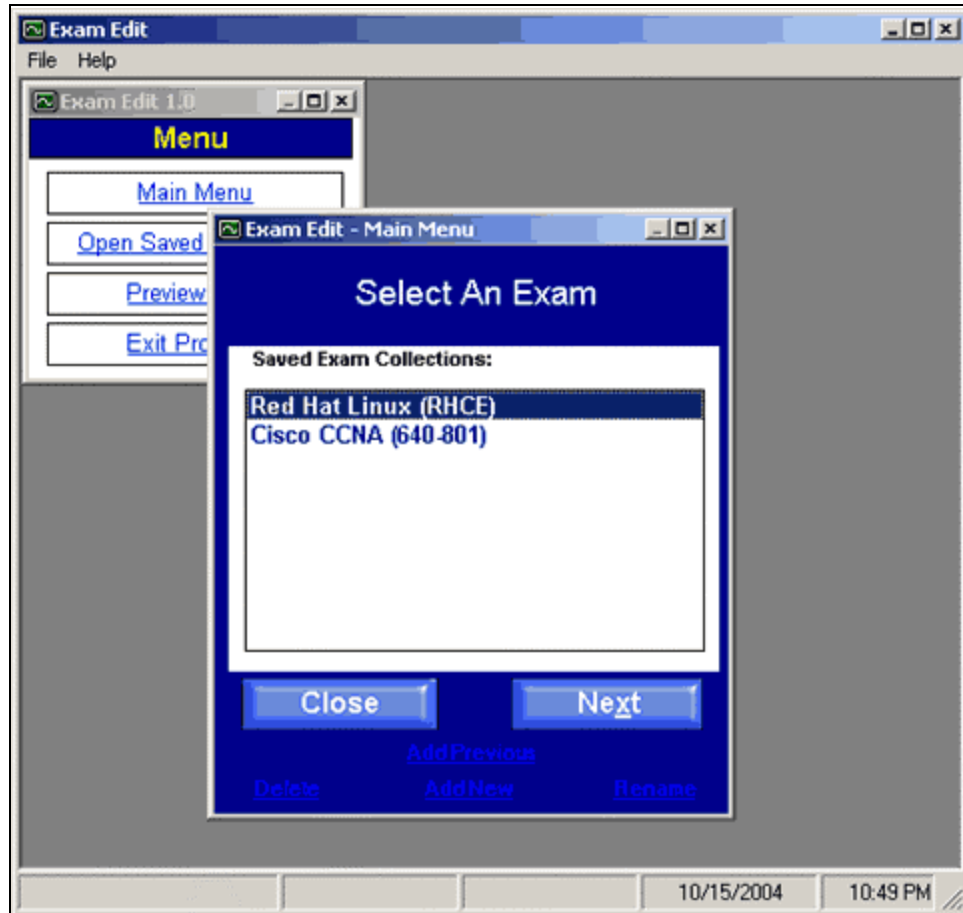 Exam Edit
File Help
Exam Edit 1.0
Menu
Main Menu
Open Saved
Preview
Exit Pro
Exam Edit - Main Menu
Select An Exam
Saved Exam Collections:
Red Hat Linux (RHCE)
Cisco CCNA (640-801)
Close Next
Add Previous
Delete Add New Rename
10/15/2004 10:49 PM